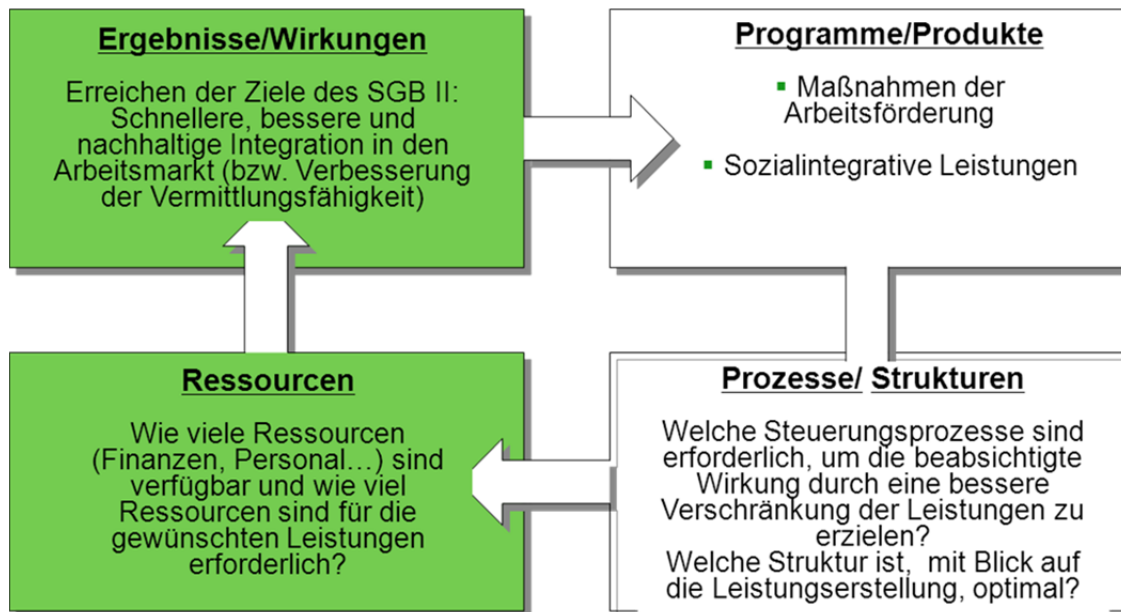 Ergebnisse/Wirkungen
Erreichen der Ziele des SGB II:
Schnellere, bessere und
nachhaltige Integration in den
Arbeitsmarkt (bzw. Verbesserung
der Vermittlungsfähigkeit)
Programme/Produkte
▪ Maßnahmen der
Arbeitsförderung
▪ Sozialintegrative Leistungen
Ressourcen
Wie viele Ressourcen
(Finanzen, Personal...) sind
verfügbar und wie viel
Ressourcen sind für die
gewünschten Leistungen
erforderlich?
Prozesse/ Strukturen
Welche Steuerungsprozesse sind
erforderlich, um die beabsichtigte
Wirkung durch eine bessere
Verschränkung der Leistungen zu
erzielen?
Welche Struktur ist, mit Blick auf
die Leistungserstellung, optimal?